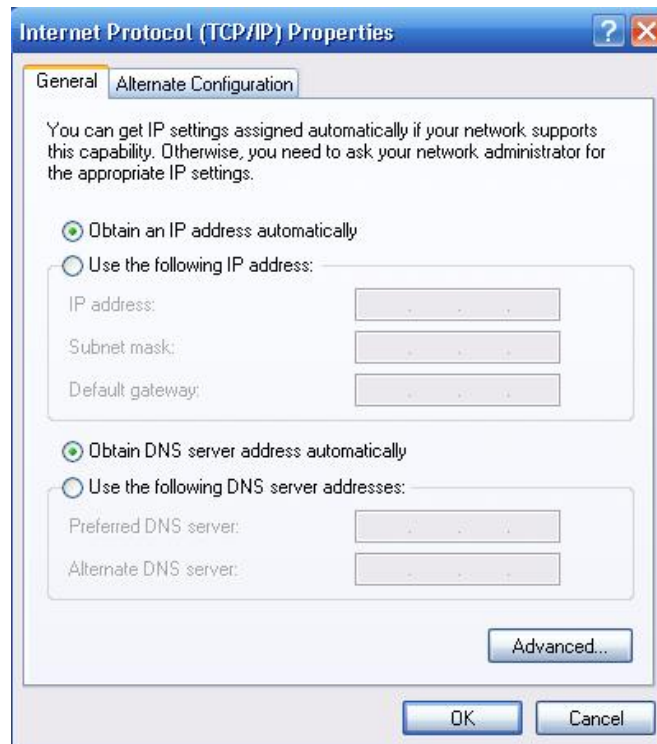 Internet Protocol (TCP/IP) Properties
General
Alternate Configuration
You can get IP settings assigned automatically if your network supports
this capability. Otherwise, you need to ask your network administrator for
the appropriate IP settings.
Obtain an IP address automatically
Use the following IP address:
IP address:
Subnet mask:
Default gateway:
Obtain DNS server address automatically
Use the following DNS server addresses:
Preferred DNS server:
Alternate DNS server:
Advanced...
OK
Cancel